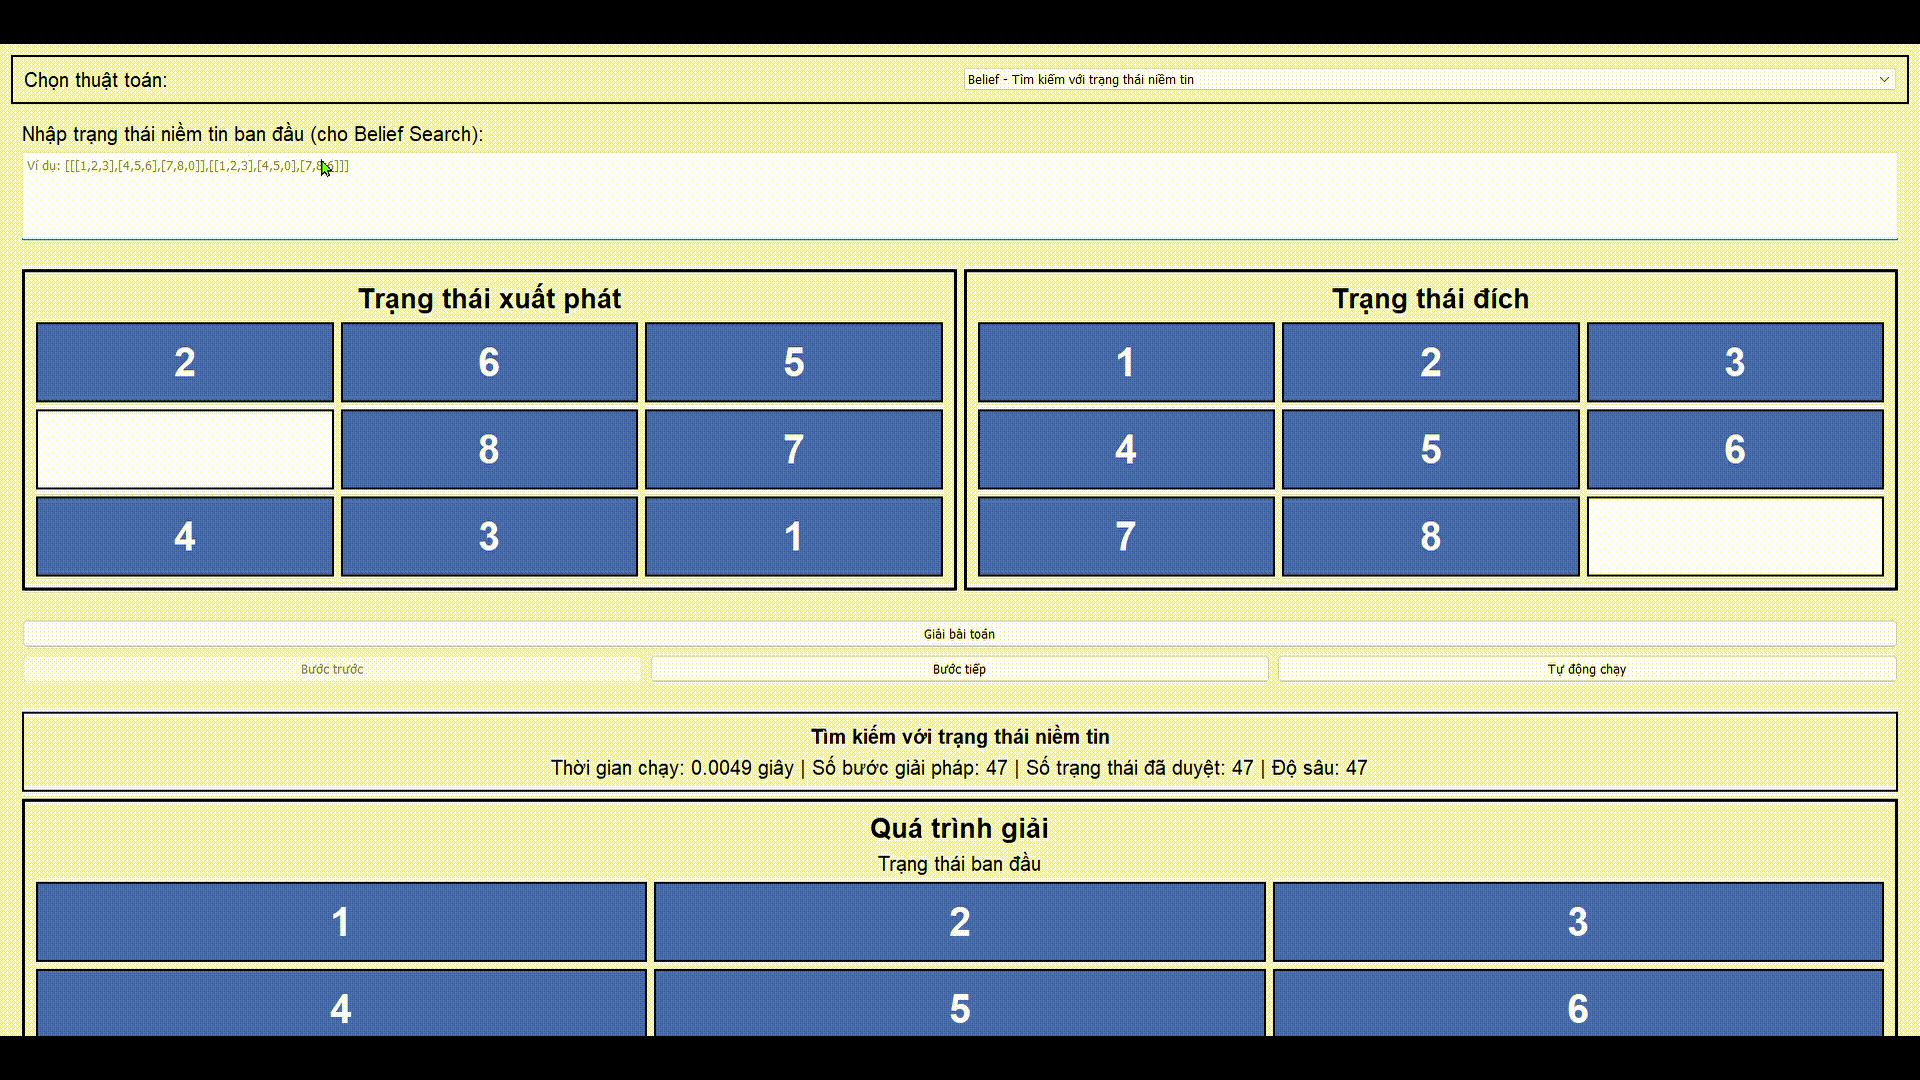 Chọn thuật toán:
Belief - Tìm kiếm với trạng thái niềm tin
Nhập trạng thái niềm tin ban đầu (cho Belief Search):
Ví dụ: [[[1,2,3],[4,5,6],[7,8,0]],[[1,2,3],[4,5,0],[7,8,6]]]
Trạng thái xuất phát
2 6 5
8 7
4 3 1
Trạng thái đích
1 2 3
4 5 6
7 8
Giải bài toán
Bước trước
Bước tiếp
Tự động chạy
Tìm kiếm với trạng thái niềm tin
Thời gian chạy: 0.0049 giây | Số bước giải pháp: 47 | Số trạng thái đã duyệt: 47 | Độ sâu: 47
Quá trình giải
Trạng thái ban đầu
1 2 3
4 5 6